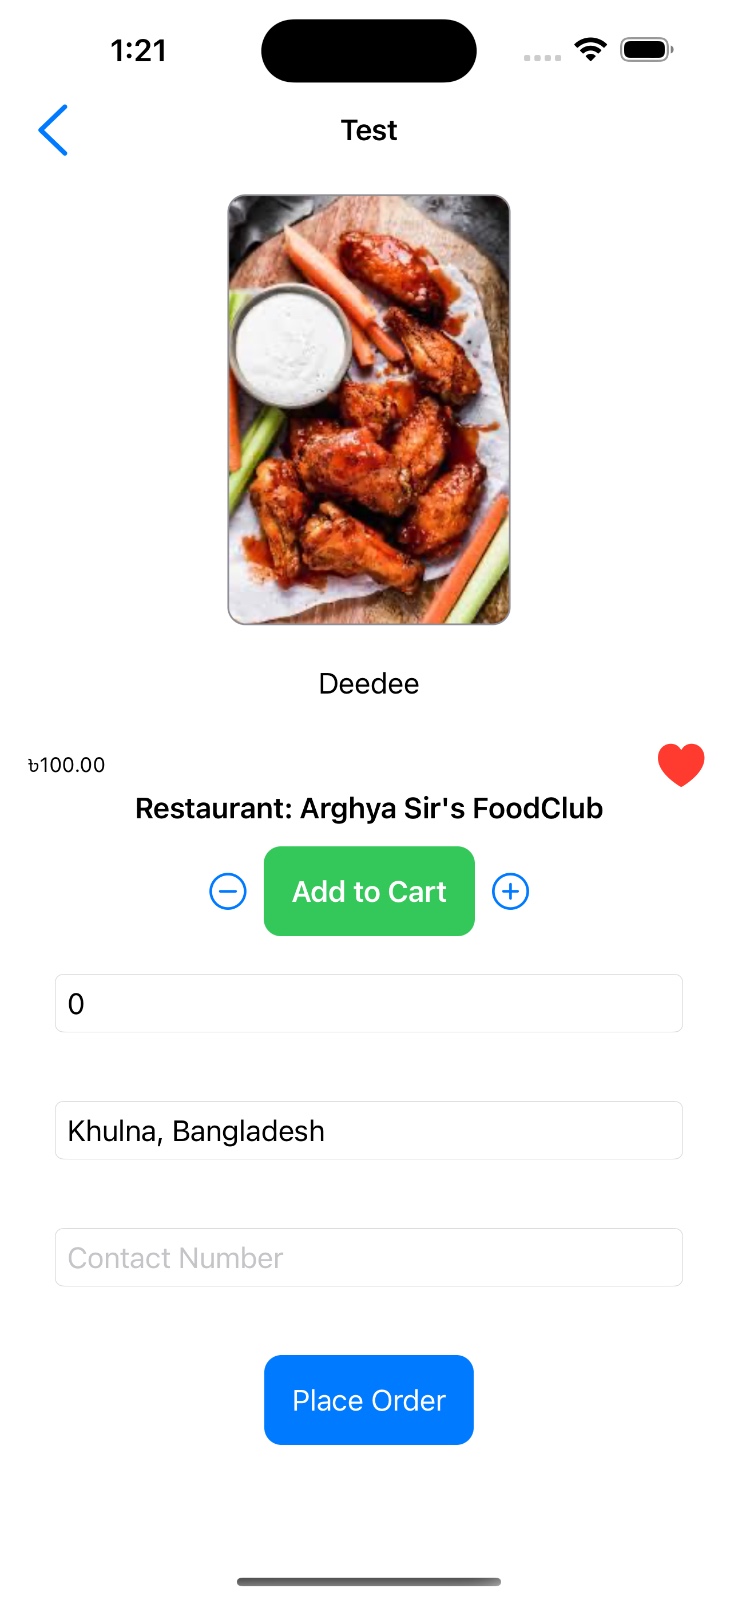 1:21
Test
Deedee
৳100.00
Restaurant: Arghya Sir's FoodClub
Add to Cart
0
Khulna, Bangladesh
Contact Number
Place Order